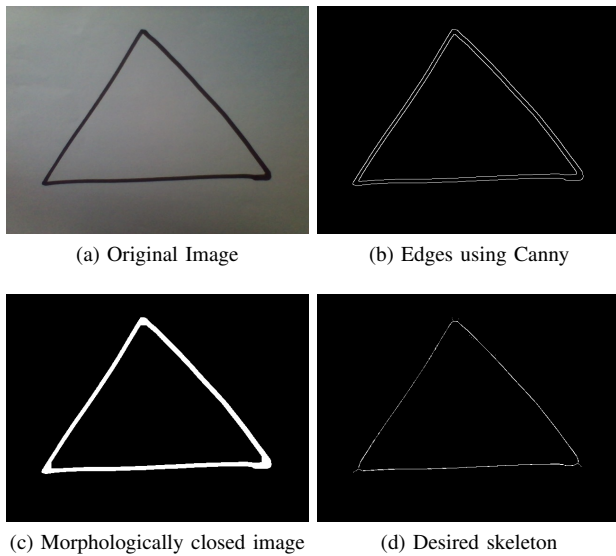 (a) Original Image
(b) Edges using Canny
(c) Morphologically closed image
(d) Desired skeleton